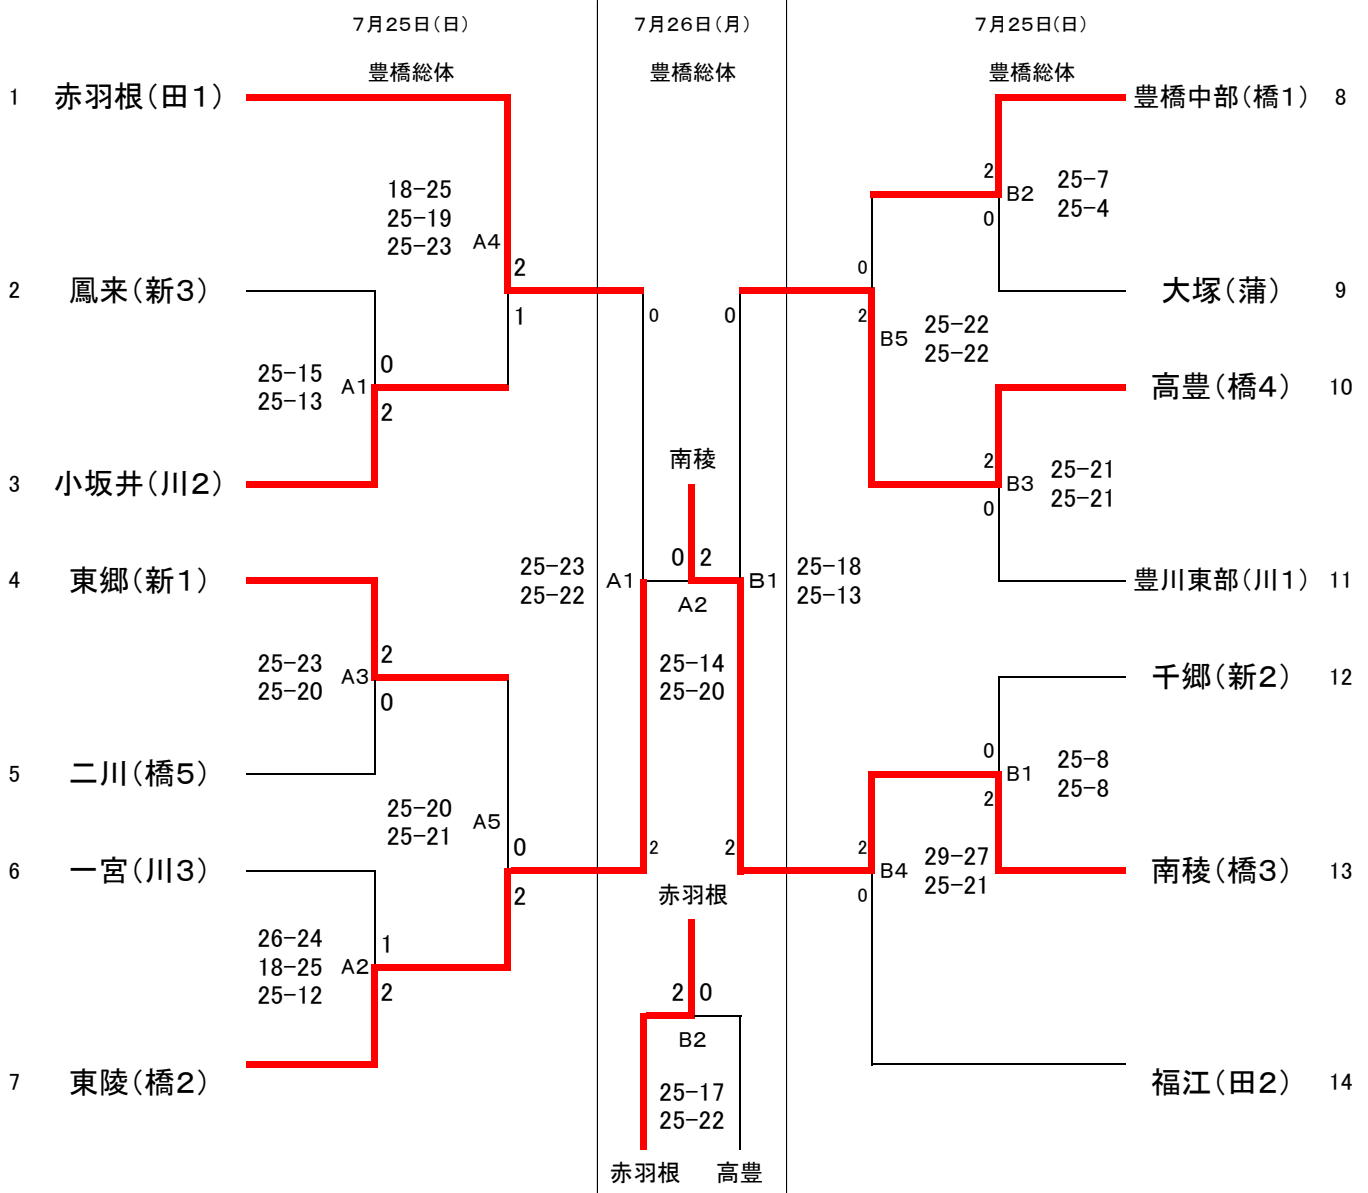 7月25日(日)
7月26日(月)
7月25日(日)
豊橋総体
豊橋総体
豊橋総体
1 赤羽根(田1)
豊橋中部(橋1) 8
18-25
25-19
25-23
A4
2
1
2
B2
0
25-7
25-4
2 鳳来(新3)
大塚(蒲) 9
0
0
0
2
B5
25-22
25-22
25-15
25-13
A1
0
2
高豊(橋4) 10
3 小坂井(川2)
南稜
2
B3
0
25-21
25-21
4 東郷(新1)
豊川東部(川1) 11
25-23
25-22
A1
0 2
A2
B1
25-18
25-13
25-14
25-20
25-23
25-20
A3
2
0
千郷(新2) 12
5 二川(橋5)
0
B1
2
25-8
25-8
25-20
25-21
A5
0
2
2
2
2
B4
0
29-27
25-21
6 一宮(川3)
南稜(橋3) 13
赤羽根
26-24
18-25
25-12
A2
1
2
2 0
B2
25-17
25-22
7 東陵(橋2)
福江(田2) 14
赤羽根 高豊